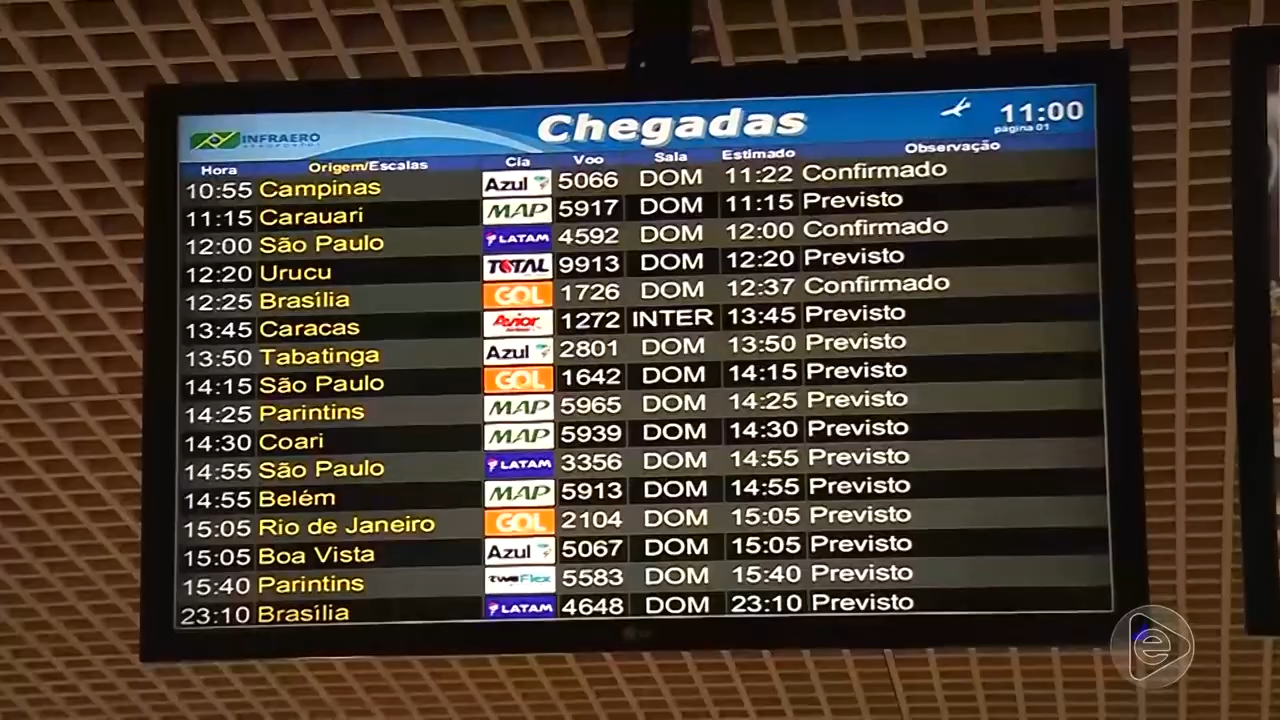 INFRAERO
AEROPORTOS
Chegadas
11:00
página 01
Hora Origem/Escalas Cia Voo Sala Estimado Observação
10:55 Campinas Azul 5066 DOM 11:22 Confirmado
11:15 Carauari MAP 5917 DOM 11:15 Previsto
12:00 São Paulo LATAM 4592 DOM 12:00 Confirmado
12:20 Urucu TOTAL 9913 DOM 12:20 Previsto
12:25 Brasília GOL 1726 DOM 12:37 Confirmado
13:45 Caracas Avior 1272 INTER 13:45 Previsto
13:50 Tabatinga Azul 2801 DOM 13:50 Previsto
14:15 São Paulo GOL 1642 DOM 14:15 Previsto
14:25 Parintins MAP 5965 DOM 14:25 Previsto
14:30 Coari MAP 5939 DOM 14:30 Previsto
14:55 São Paulo LATAM 3356 DOM 14:55 Previsto
14:55 Belém MAP 5913 DOM 14:55 Previsto
15:05 Rio de Janeiro GOL 2104 DOM 15:05 Previsto
15:05 Boa Vista Azul 5067 DOM 15:05 Previsto
15:40 Parintins twoFlex 5583 DOM 15:40 Previsto
23:10 Brasília LATAM 4648 DOM 23:10 Previsto
e